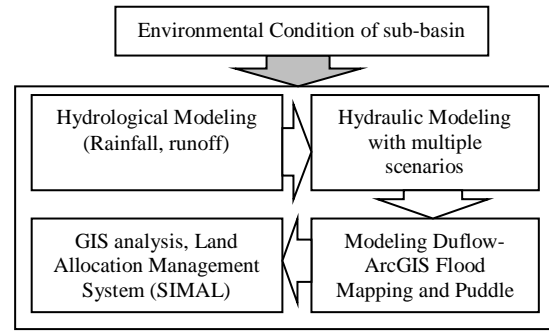 Environmental Condition of sub-basin
Hydrological Modeling
(Rainfall, runoff)
Hydraulic Modeling
with multiple
scenarios
GIS analysis, Land
Allocation Management
System (SIMAL)
Modeling Duflow-
ArcGIS Flood
Mapping and Puddle